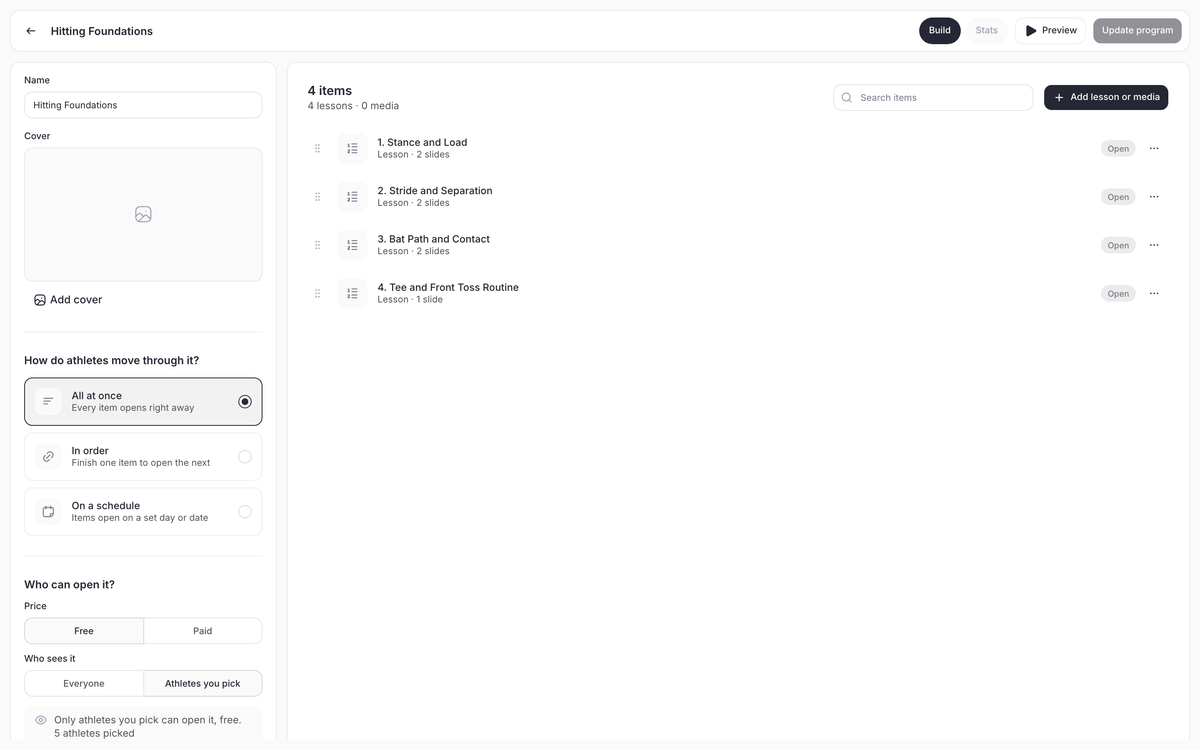 Hitting Foundations
Build
Stats
Preview
Update program
Name
Hitting Foundations
Cover
Add cover
How do athletes move through it?
All at once
Every item opens right away
In order
Finish one item to open the next
On a schedule
Items open on a set day or date
Who can open it?
Price
Free
Paid
Who sees it
Everyone
Athletes you pick
Only athletes you pick can open it, free.
5 athletes picked
4 items
4 lessons · 0 media
Search items
Add lesson or media
1. Stance and Load
Lesson · 2 slides
Open
2. Stride and Separation
Lesson · 2 slides
Open
3. Bat Path and Contact
Lesson · 2 slides
Open
4. Tee and Front Toss Routine
Lesson · 1 slide
Open